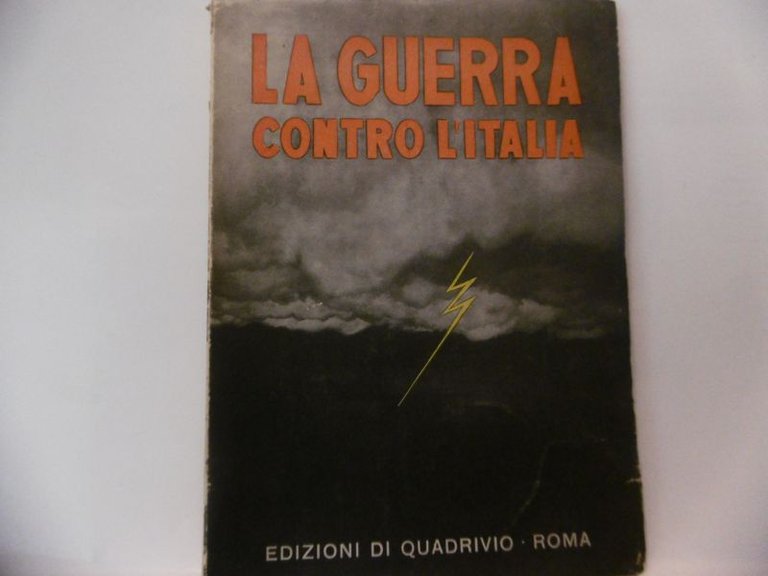 LA GUERRA
CONTRO L'ITALIA
EDIZIONI DI QUADRIVIO · ROMA